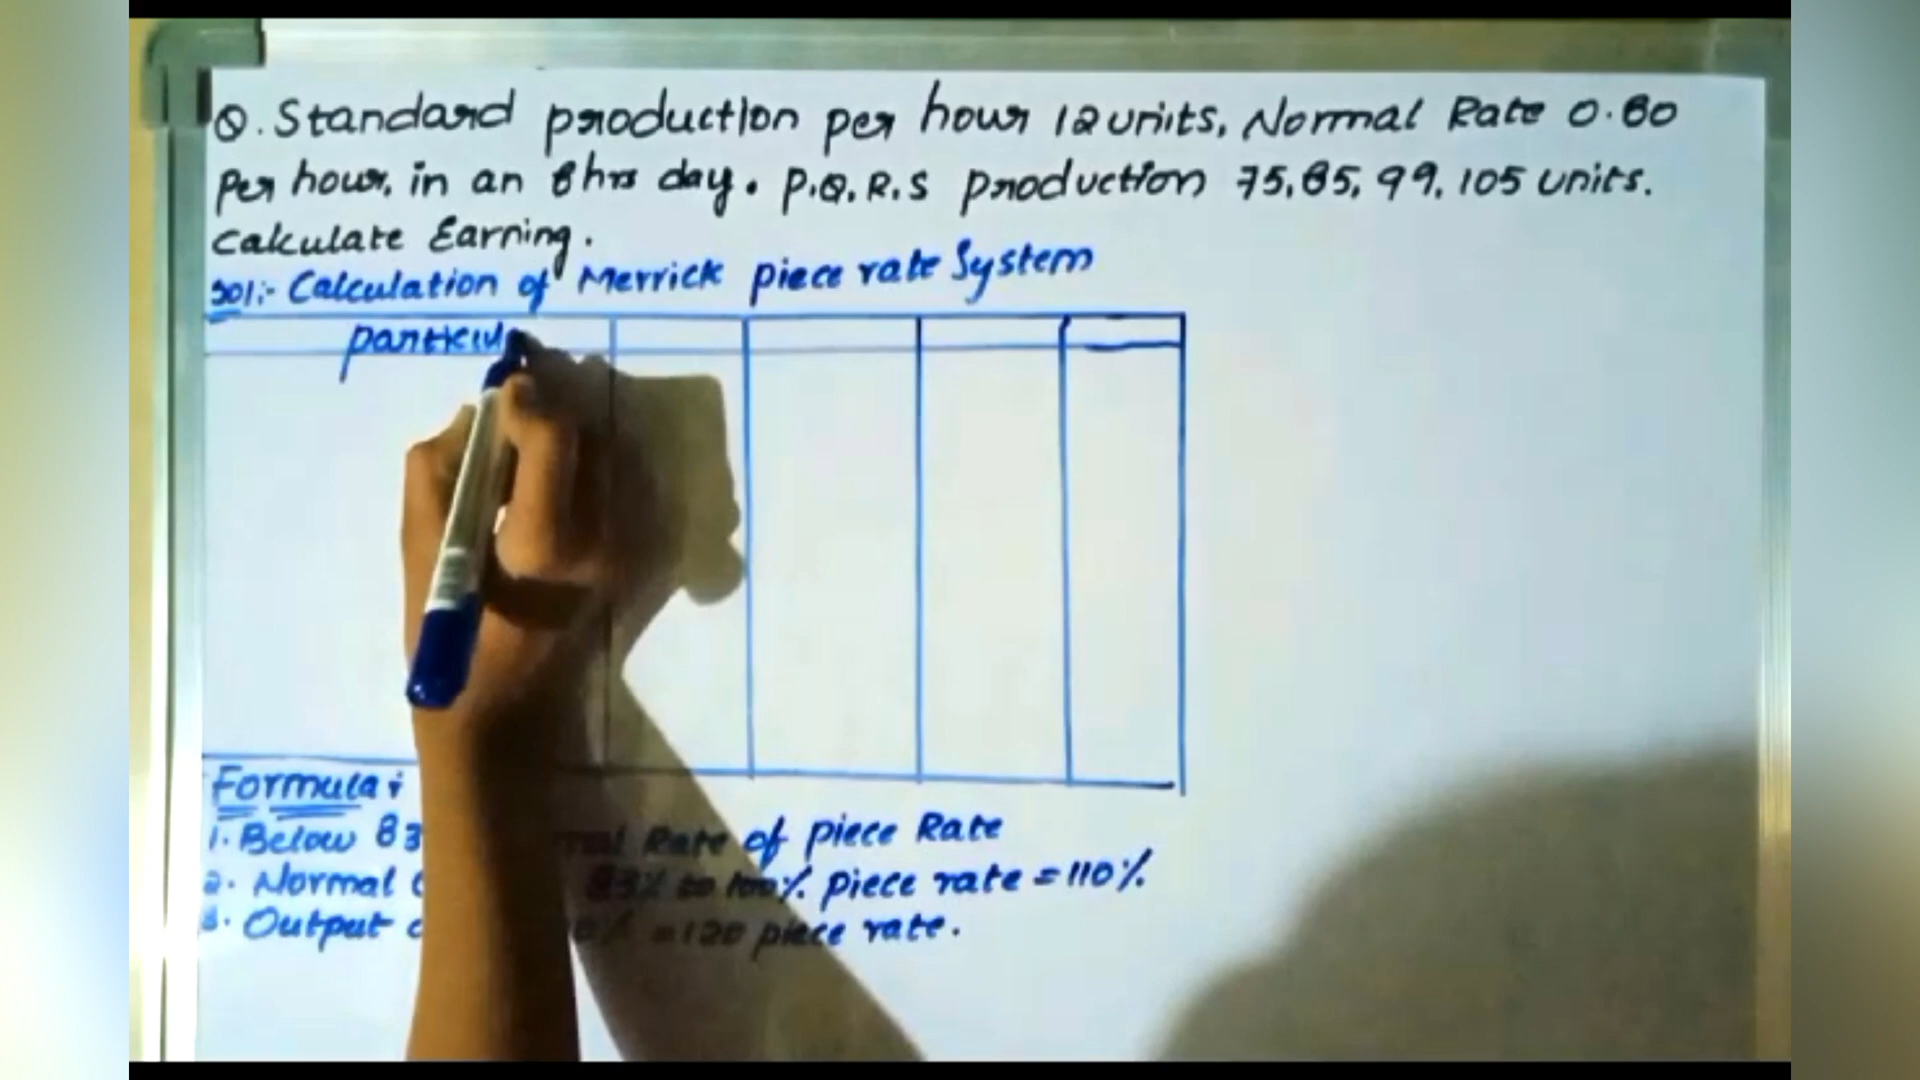 Q. Standard production per hour 12 units, Normal Rate 0.60
Per hour, in an 8 hrs day. P.Q.R.S production 75,85,99,105 units.
Calculate Earning.
Sol:- Calculation of Merrick piece rate System
particul
Formula:
1. Below 83 Rate of piece Rate
2. Normal 83% to 100% piece rate = 110%
3. Output = 120 piece rate.